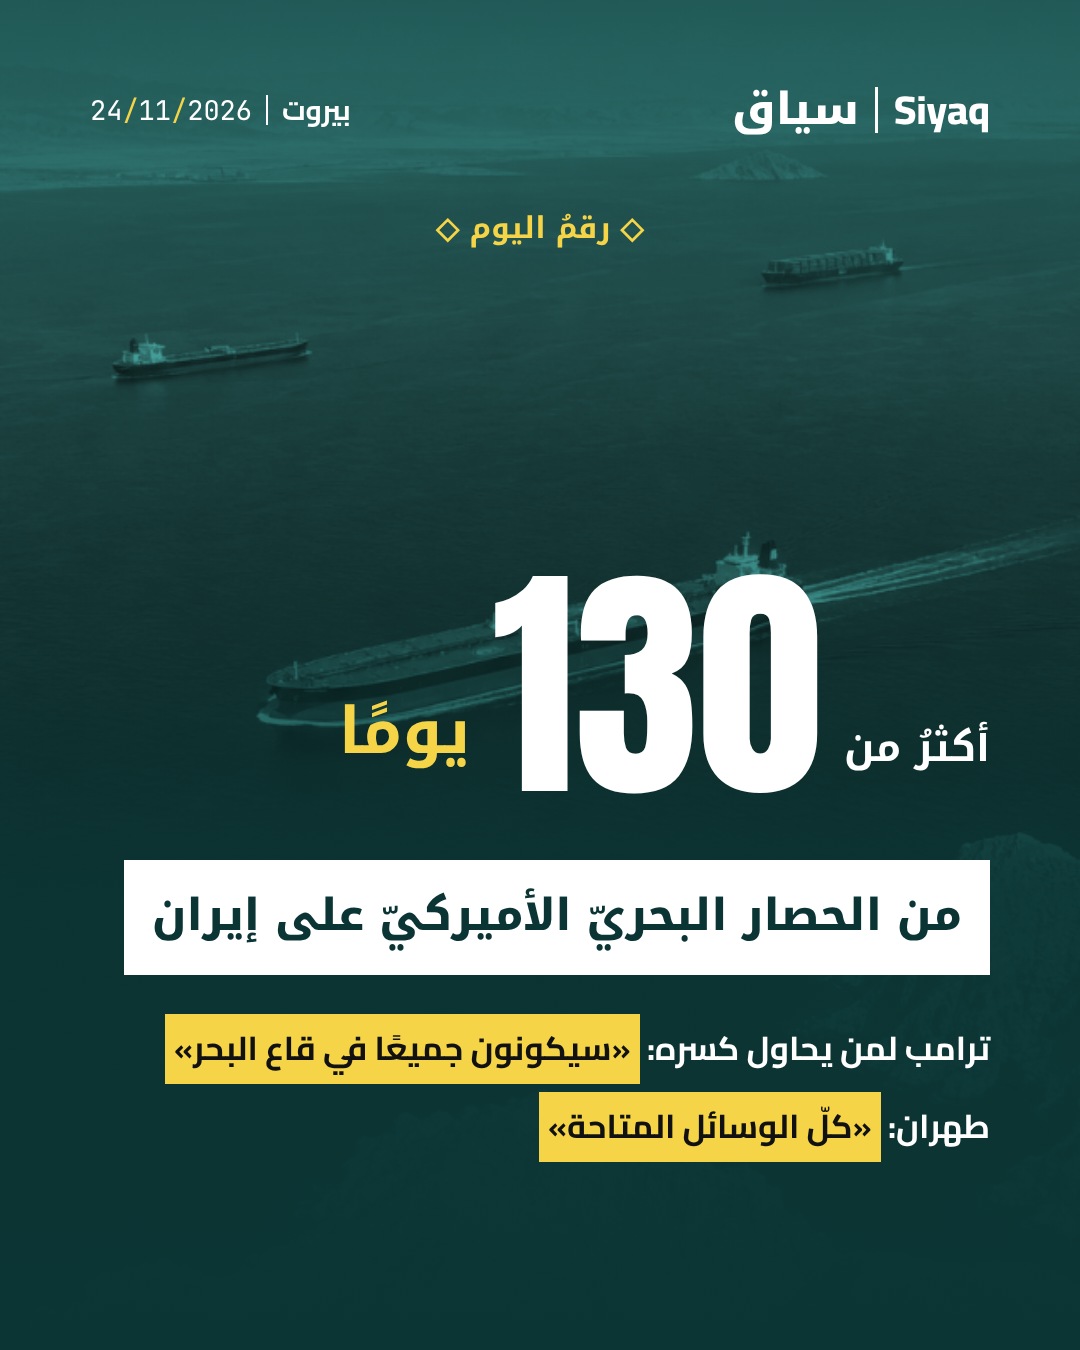 Siyaq | سياق
بيروت | 24/11/2026
◇ رقمُ اليوم ◇
أكثرُ من 130 يومًا
من الحصار البحريّ الأميركيّ على إيران
ترامب لمن يحاول كسره: «سيكونون جميعًا في قاع البحر»
طهران: «كلّ الوسائل المتاحة»